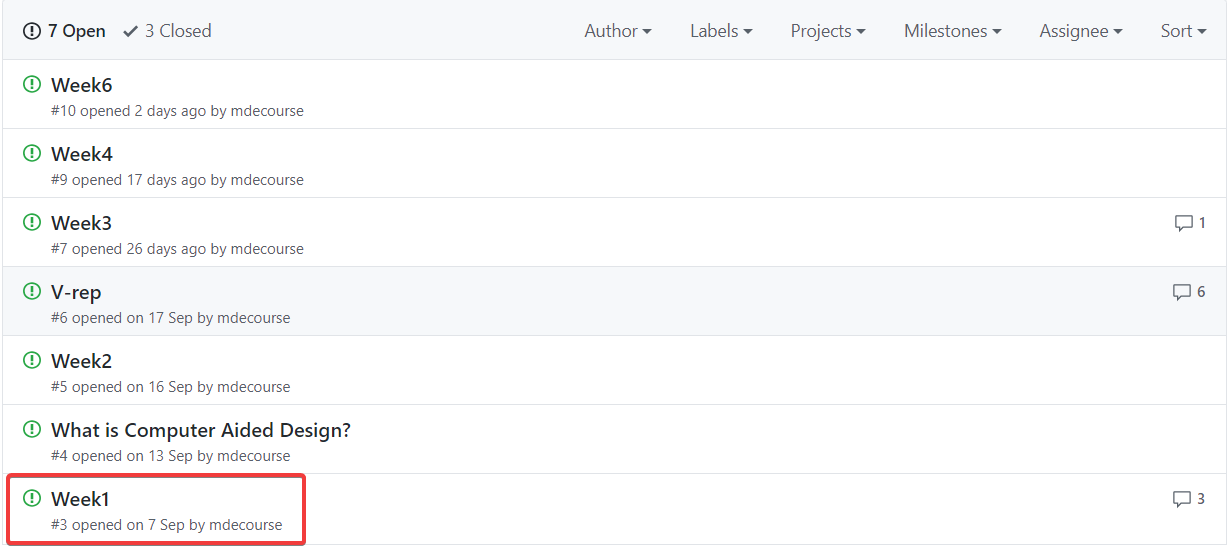 7 Open 3 Closed Author Labels Projects Milestones Assignee Sort
Week6
#10 opened 2 days ago by mdecourse
Week4
#9 opened 17 days ago by mdecourse
Week3 1
#7 opened 26 days ago by mdecourse
V-rep 6
#6 opened on 17 Sep by mdecourse
Week2
#5 opened on 16 Sep by mdecourse
What is Computer Aided Design?
#4 opened on 13 Sep by mdecourse
Week1 3
#3 opened on 7 Sep by mdecourse